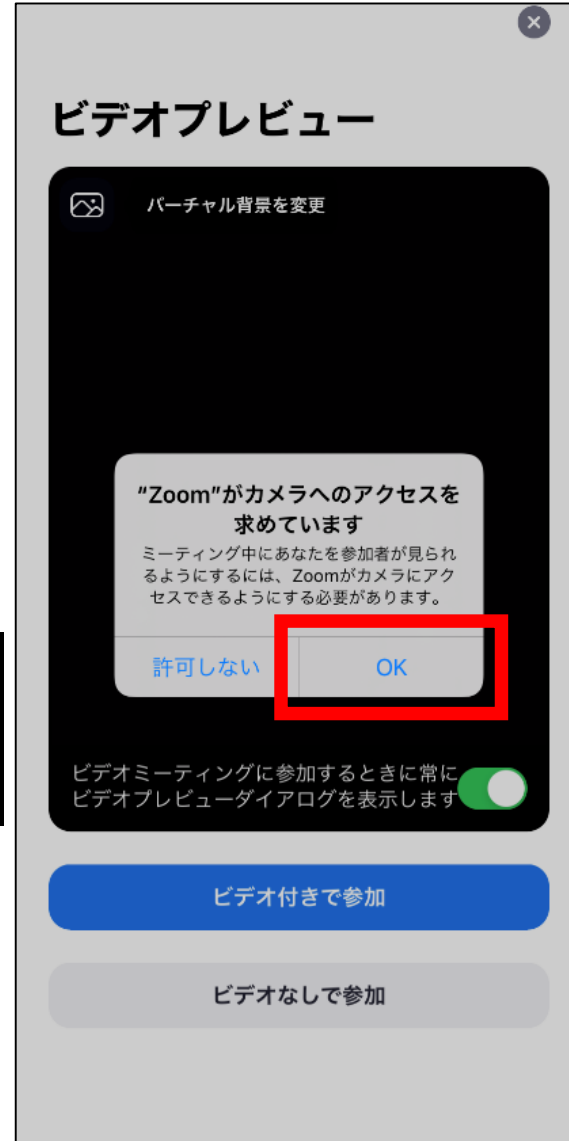 ビデオプレビュー
バーチャル背景を変更
"Zoom"がカメラへのアクセスを
求めています
ミーティング中にあなたを参加者が見られ
るようにするには、Zoomがカメラにアク
セスできるようにする必要があります。
許可しない
OK
ビデオミーティングに参加するときに常に
ビデオプレビューダイアログを表示します
ビデオ付きで参加
ビデオなしで参加